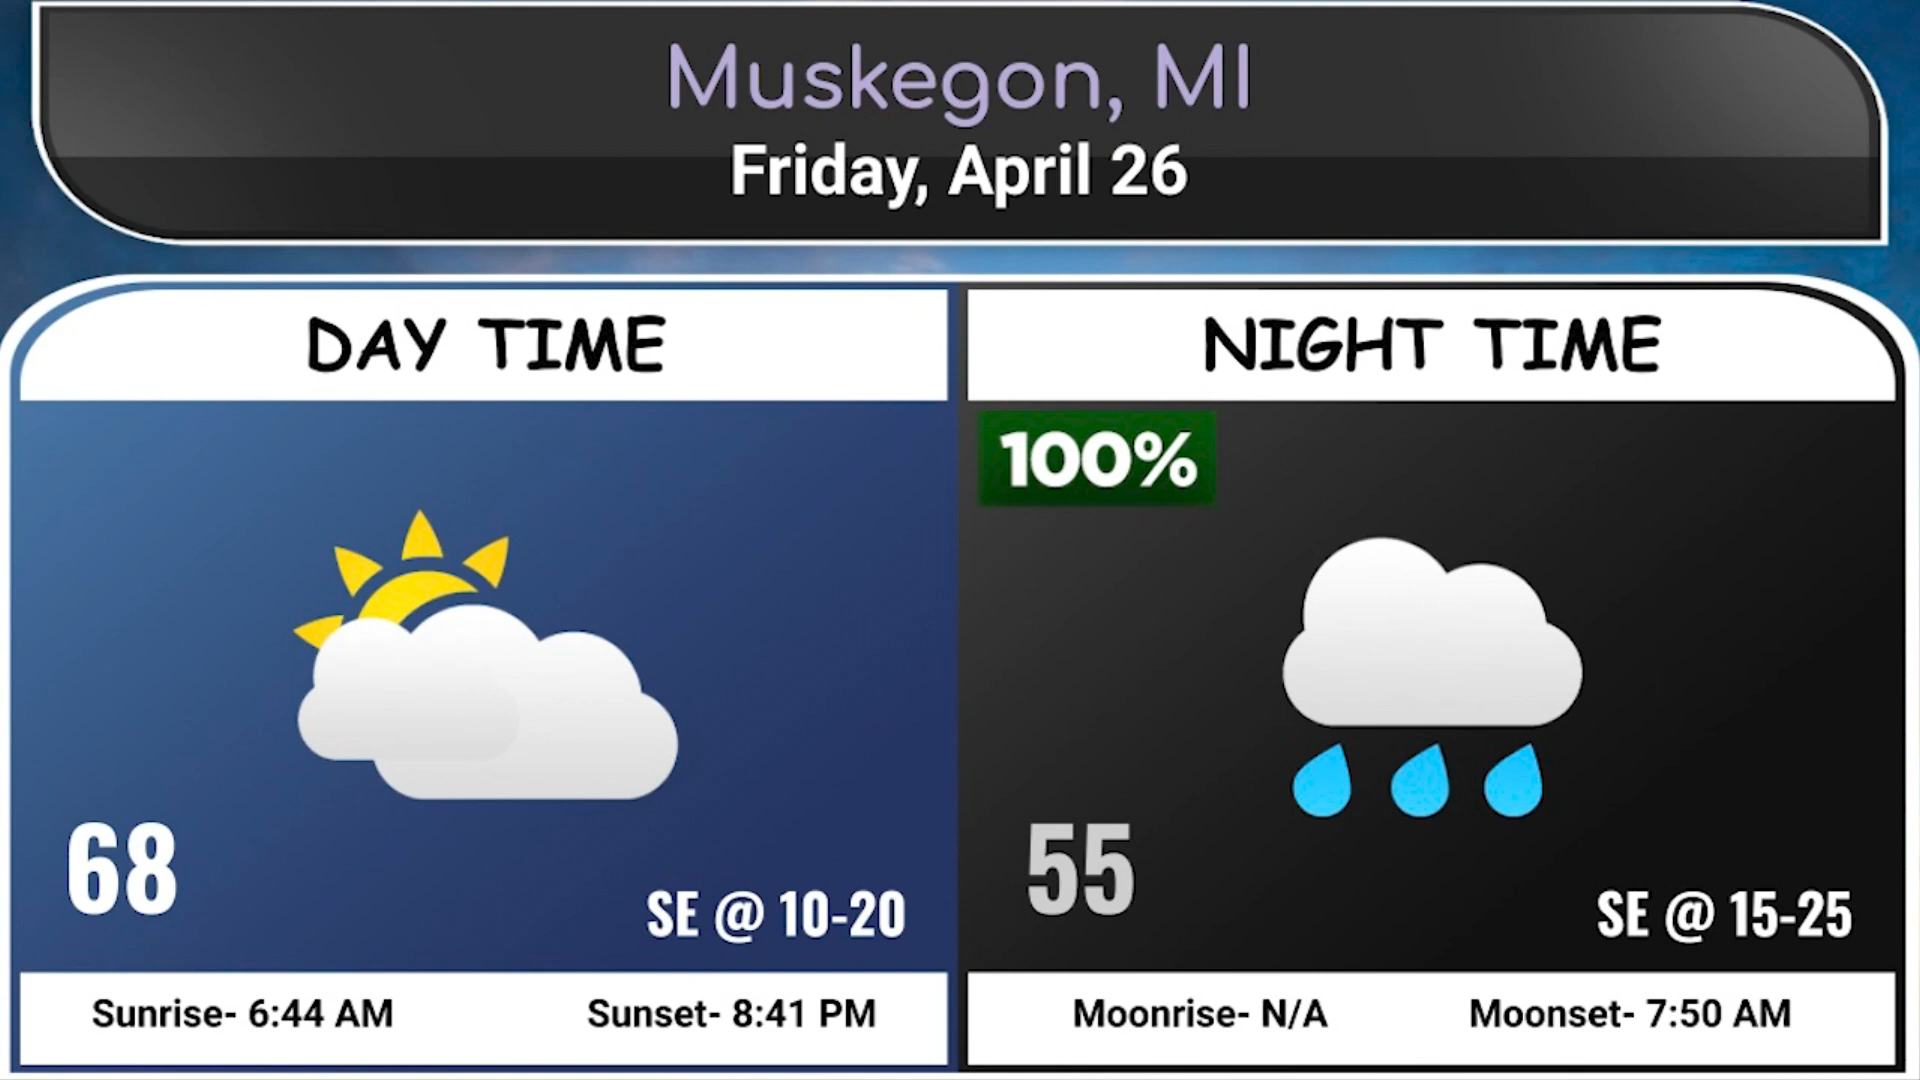 Muskegon, MI
Friday, April 26
DAY TIME
68
SE @ 10-20
Sunrise- 6:44 AM
Sunset- 8:41 PM
NIGHT TIME
100%
55
SE @ 15-25
Moonrise- N/A
Moonset- 7:50 AM